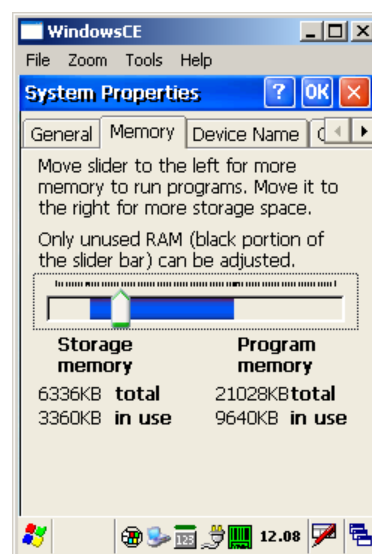 WindowsCE
File Zoom Tools Help
System Properties ? OK
General Memory Device Name
Move slider to the left for more
memory to run programs. Move it to
the right for more storage space.
Only unused RAM (black portion of
the slider bar) can be adjusted.
Storage Program
memory memory
6336KB total 21028KB total
3360KB in use 9640KB in use
123 12.08